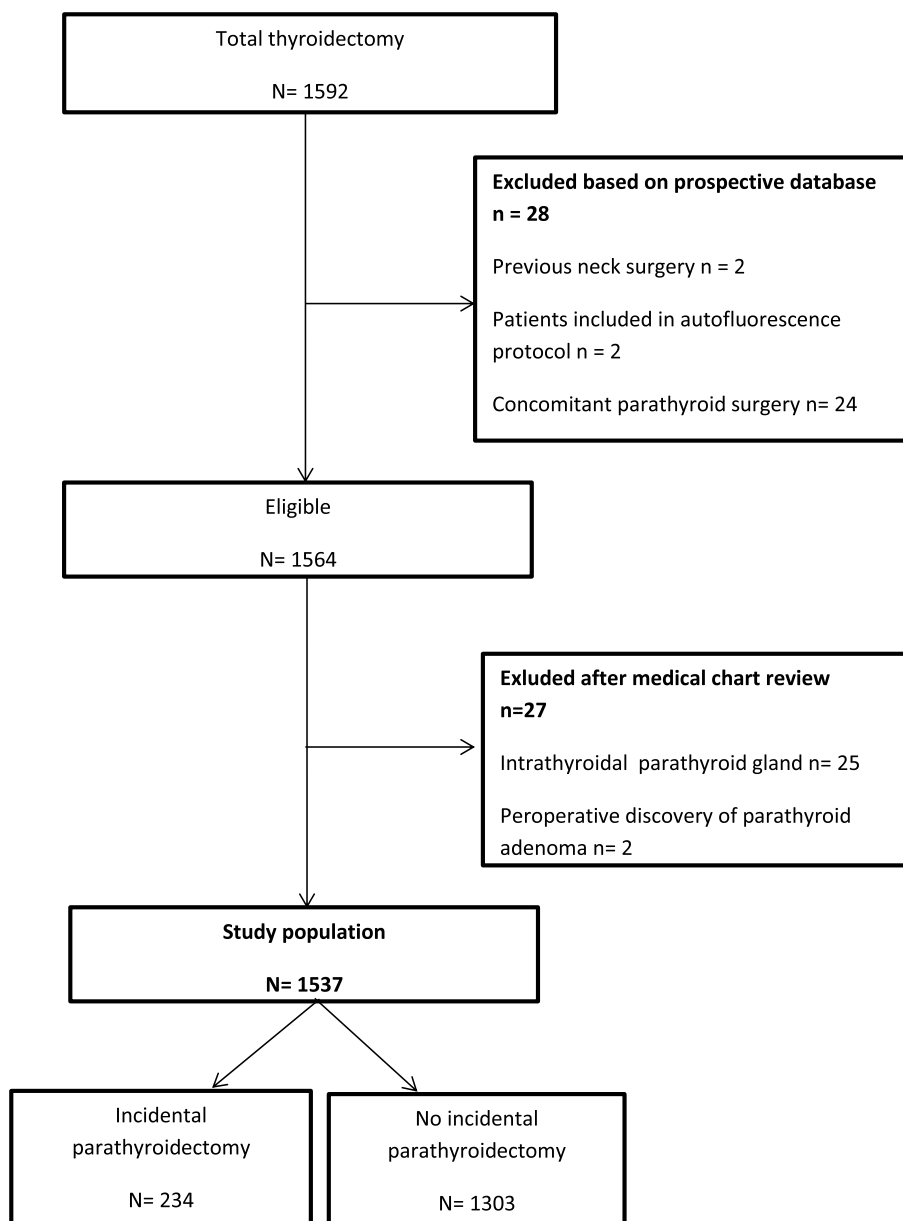 Total thyroidectomy
N= 1592
Excluded based on prospective database
n = 28
Previous neck surgery n = 2
Patients included in autofluorescence
protocol n = 2
Concomitant parathyroid surgery n= 24
Eligible
N= 1564
Exluded after medical chart review
n=27
Intrathyroidal parathyroid gland n= 25
Peroperative discovery of parathyroid
adenoma n= 2
Study population
N= 1537
Incidental
parathyroidectomy
N= 234
No incidental
parathyroidectomy
N= 1303